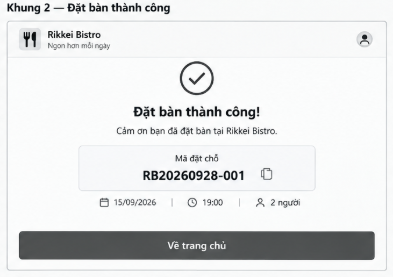 Khung 2 — Đặt bàn thành công
Rikkei Bistro
Ngon hơn mỗi ngày
Đặt bàn thành công!
Cảm ơn bạn đã đặt bàn tại Rikkei Bistro.
Mã đặt chỗ
RB20260928-001
15/09/2026 | 19:00 | 2 người
Về trang chủ